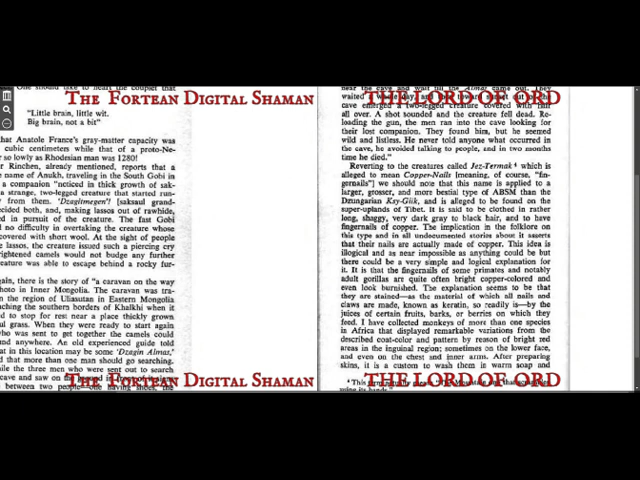 THE FORTEAN DIGITAL SHAMAN
"Little brain, little wit.
Big brain, not a bit"
that Anatole France's gray-matter capacity was
cubic centimeters while that of a proto-Ne-
so lowly as Rhodesian man was 1280!
r Rinchen, already mentioned, reports that a
e name of Anukh, traveling in the South Gobi
a companion "noticed in thick growth of sak-
a strange, two-legged creature that started run-
from them. 'Dzagitmegen'! [saksaul grand-
decided both, and, making lassos out of rawhide,
d in pursuit of the creature. The fast Gobi
l no difficulty in overtaking the creature whose
covered with short wool. At the sight of people
e lassos, the creature issued such a piercing cry
rightened camels would not budge any further
reature was able to escape behind a rocky fur-
gain, there is the story of "a caravan on the way
hoto in Inner Mongolia. The caravan was tra-
n the region of Uliasutan in Eastern Mongolia
aching the southern borders of Khalkhi when it
d to stop for rest near a place thickly grown
ul grass. When they were ready to start again
who was sent to get together the camels could
nd anywhere. An old experienced guide told
at in this location may be some 'Dzagin Almas,'
d that more than one man should go searching.
ile the three men who were sent out to search
cave and saw on the
THE FORTEAN DIGITAL SHAMAN
between two people
THE LORD OF ORD
all over. A shot sounded and the creature fell dead. Re-
loading the gun, the men ran into the cave looking for
their lost companion. They found him, but he seemed
wild and listless. He never told anyone what occurred in
the cave, he avoided talking to people, and in two months
time he died."
Reverting to the creatures called Jez-Termak ⁴ which is
alleged to mean Copper-Nails [meaning, of course, "fin-
gernails"] we should note that this name is applied to a
larger, grosser, and more bestial type of ABSM than the
Dzungarian Ksy-Giik, and is alleged to be found on the
super-uplands of Tibet. It is said to be clothed in rather
long, shaggy, very dark gray to black hair, and to have
fingernails of copper. The implication in the folklore on
this type and in all undocumented stories about it asserts
that their nails are actually made of copper. This idea is
illogical and as near impossible as anything could be but
there could be a very simple and logical explanation for
it. It is that the fingernails of some primates and notably
adult gorillas are quite often bright copper-colored and
even look burnished. The explanation seems to be that
they are stained—as the material of which all nails and
claws are made, known as keratin, so readily is—by the
juices of certain fruits, barks, or berries on which they
feed. I have collected monkeys of more than one species
in Africa that displayed remarkable variations from the
described coat-color and pattern by reason of bright red
areas in the inguinal region; sometimes on the lower face,
and even on the chest and inner arm. After preparing
skins, it is a custom to wash them in warm soap and
THE LORD OF ORD